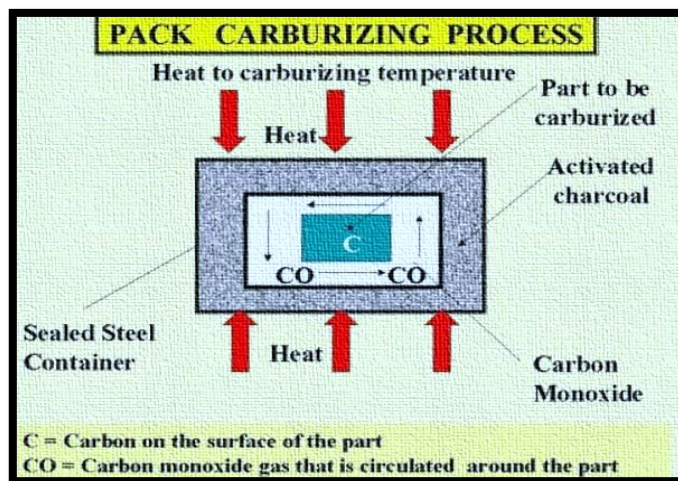 PACK CARBURIZING PROCESS
Heat to carburizing temperature
Part to be
carburized
Heat
Activated
charcoal
C
CO
CO
Sealed Steel
Container
Heat
Carbon
Monoxide
C = Carbon on the surface of the part
CO = Carbon monoxide gas that is circulated around the part